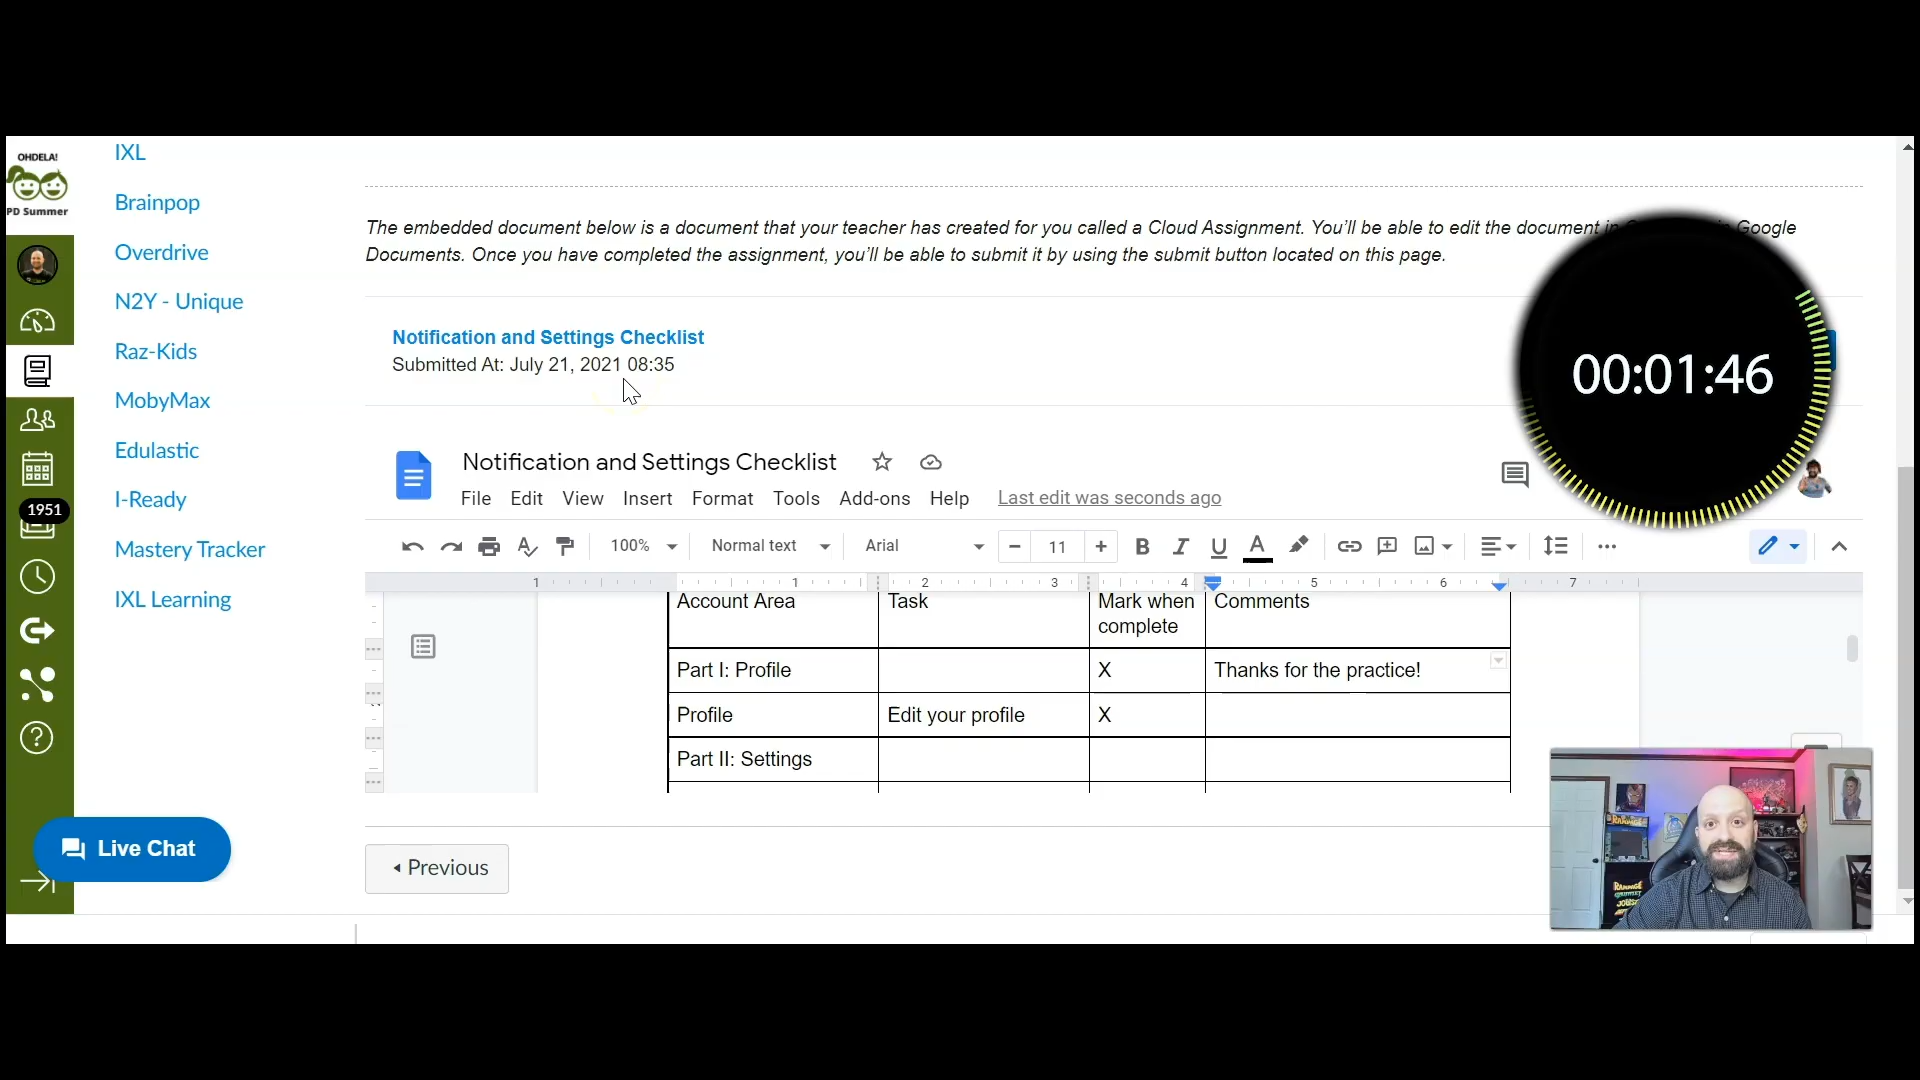 OHDELA!
PD Summer
1951
IXL
Brainpop
Overdrive
N2Y - Unique
Raz-Kids
MobyMax
Edulastic
I-Ready
Mastery Tracker
IXL Learning
Live Chat
The embedded document below is a document that your teacher has created for you called a Cloud Assignment. You’ll be able to edit the document in Google
Documents. Once you have completed the assignment, you’ll be able to submit it by using the submit button located on this page.
Notification and Settings Checklist
Submitted At: July 21, 2021 08:35
00:01:46
Notification and Settings Checklist
File Edit View Insert Format Tools Add-ons Help Last edit was seconds ago
100% Normal text Arial 11
1 1 2 3 4 5 6 7
Account Area Task Mark when complete Comments
Part I: Profile X Thanks for the practice!
Profile Edit your profile X
Part II: Settings
Previous
RAMPAGE
RAMPAGE
GAUNTLET
JOUST